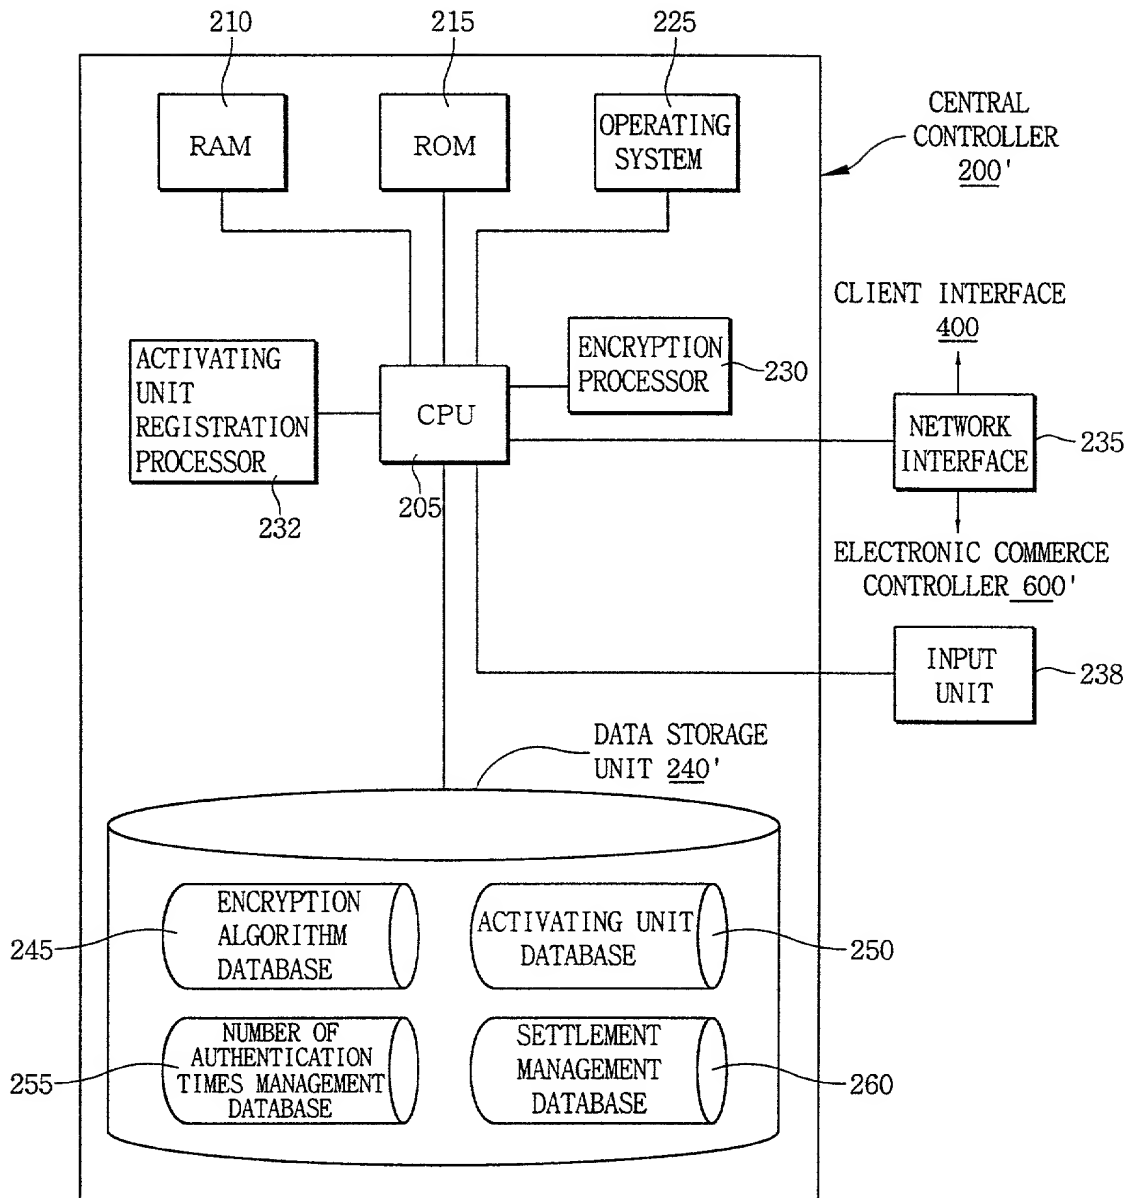 210
215
225
RAM
ROM
OPERATING
SYSTEM
CENTRAL
CONTROLLER
200'
CLIENT INTERFACE
400
ACTIVATING
UNIT
REGISTRATION
PROCESSOR
232
CPU
205
ENCRYPTION
PROCESSOR
230
NETWORK
INTERFACE
235
ELECTRONIC COMMERCE
CONTROLLER 600'
INPUT
UNIT
238
DATA STORAGE
UNIT 240'
245
ENCRYPTION
ALGORITHM
DATABASE
ACTIVATING UNIT
DATABASE
250
255
NUMBER OF
AUTHENTICATION
TIMES MANAGEMENT
DATABASE
SETTLEMENT
MANAGEMENT
DATABASE
260